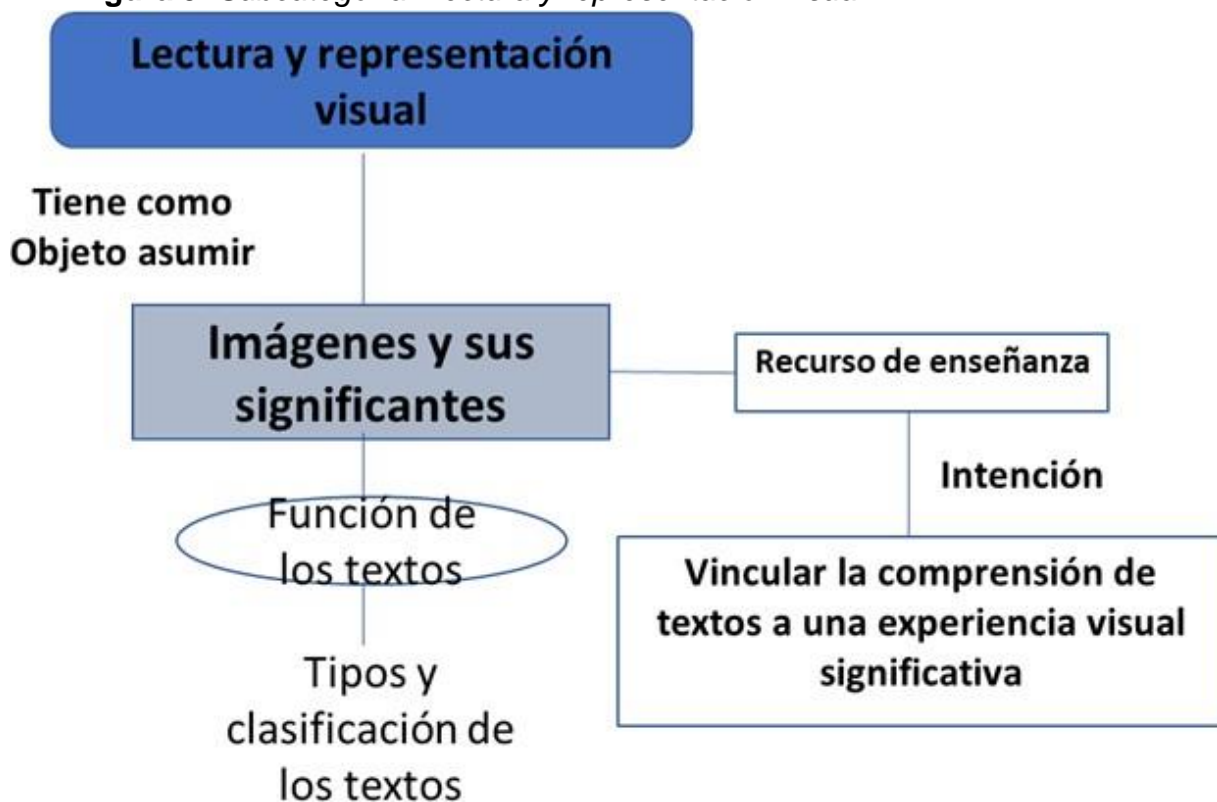 Lectura y representación
visual
Tiene como
Objeto asumir
Imágenes y sus
significantes
Recurso de enseñanza
Intención
Función de
los textos
Vincular la comprensión de
textos a una experiencia visual
significativa
Tipos y
clasificación de
los textos